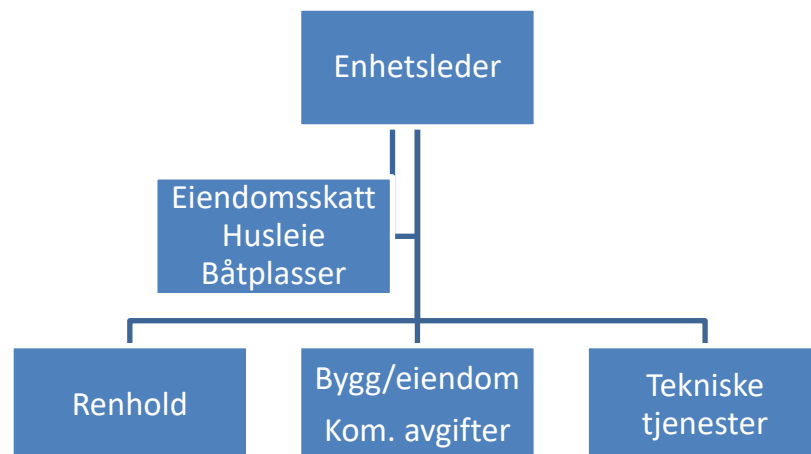 Enhetsleder
Eiendomsskatt
Husleie
Båtplasser
Renhold
Bygg/eiendom
Kom. avgifter
Tekniske
tjenester